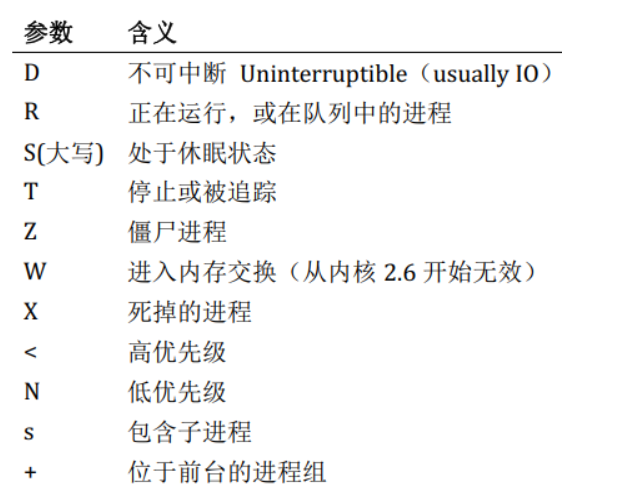 参数 含义
D 不可中断 Uninterruptible（usually IO）
R 正在运行，或在队列中的进程
S(大写) 处于休眠状态
T 停止或被追踪
Z 僵尸进程
W 进入内存交换（从内核 2.6 开始无效）
X 死掉的进程
< 高优先级
N 低优先级
s 包含子进程
+ 位于前台的进程组